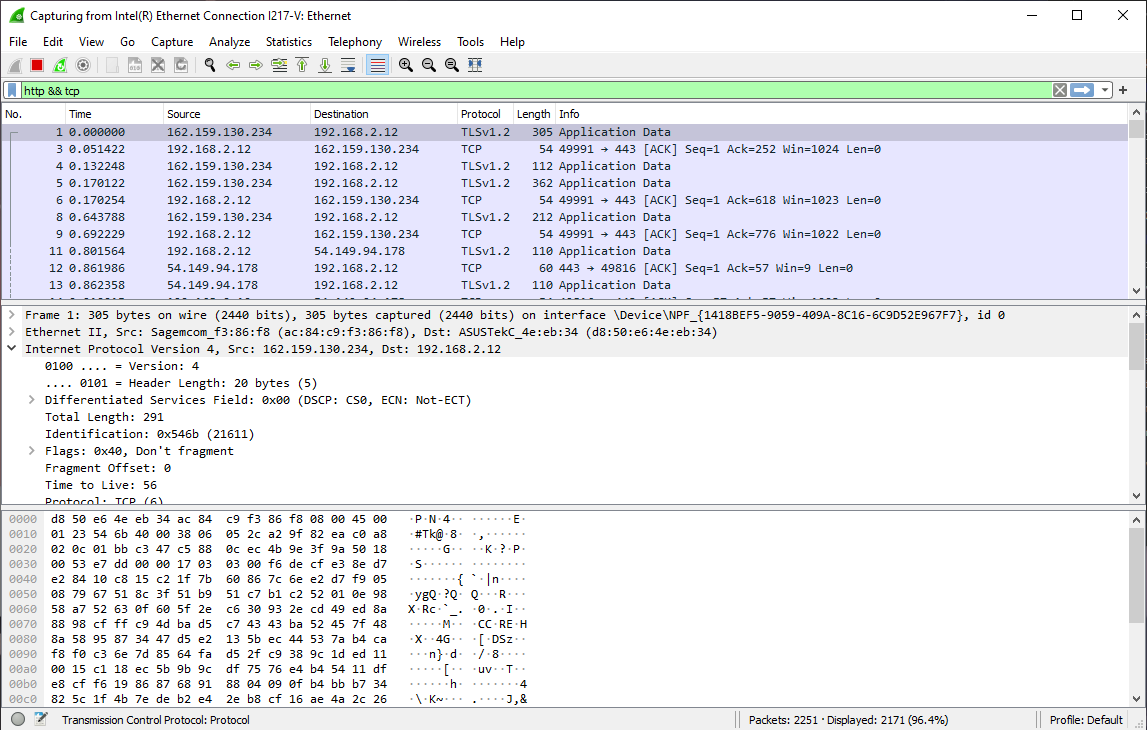 Capturing from Intel(R) Ethernet Connection I217-V: Ethernet
File Edit View Go Capture Analyze Statistics Telephony Wireless Tools Help
http && tcp
No. Time Source Destination Protocol Length Info
1 0.000000 162.159.130.234 192.168.2.12 TLSv1.2 305 Application Data
3 0.051422 192.168.2.12 162.159.130.234 TCP 54 49991 → 443 [ACK] Seq=1 Ack=252 Win=1024 Len=0
4 0.132248 162.159.130.234 192.168.2.12 TLSv1.2 112 Application Data
5 0.170122 162.159.130.234 192.168.2.12 TLSv1.2 362 Application Data
6 0.170254 192.168.2.12 162.159.130.234 TCP 54 49991 → 443 [ACK] Seq=1 Ack=618 Win=1023 Len=0
8 0.643788 162.159.130.234 192.168.2.12 TLSv1.2 212 Application Data
9 0.692229 192.168.2.12 162.159.130.234 TCP 54 49991 → 443 [ACK] Seq=1 Ack=776 Win=1022 Len=0
11 0.801564 192.168.2.12 54.149.94.178 TLSv1.2 110 Application Data
12 0.861986 54.149.94.178 192.168.2.12 TCP 60 443 → 49816 [ACK] Seq=1 Ack=57 Win=9 Len=0
13 0.862358 54.149.94.178 192.168.2.12 TLSv1.2 110 Application Data
Frame 1: 305 bytes on wire (2440 bits), 305 bytes captured (2440 bits) on interface \Device\NPF_{1418BEF5-9059-409A-8C16-6C9D52E967F7}, id 0
Ethernet II, Src: Sagemcom_f3:86:f8 (ac:84:c9:f3:86:f8), Dst: ASUSTekC_4e:eb:34 (d8:50:e6:4e:eb:34)
Internet Protocol Version 4, Src: 162.159.130.234, Dst: 192.168.2.12
0100 .... = Version: 4
.... 0101 = Header Length: 20 bytes (5)
Differentiated Services Field: 0x00 (DSCP: CS0, ECN: Not-ECT)
Total Length: 291
Identification: 0x546b (21611)
Flags: 0x40, Don't fragment
Fragment Offset: 0
Time to Live: 56
Protocol: TCP (6)
0000 d8 50 e6 4e eb 34 ac 84 c9 f3 86 f8 08 00 45 00 ·P·N·4·· ······E·
0010 01 23 54 6b 40 00 38 06 05 2c a2 9f 82 ea c0 a8 ·#Tk@·8· ·,······
0020 02 0c 01 bb c3 47 c5 88 0c ec 4b 9e 3f 9a 50 18 ·····G·· ··K·?·P·
0030 00 53 e7 dd 00 00 17 03 03 00 f6 de cf e3 8e d7 ·S······ ········
0040 e2 84 10 c8 15 c2 1f 7b 60 86 7c 6e e2 d7 f9 05 ·······{ `·|n····
0050 08 79 67 51 8c 3f 51 b9 51 c7 b1 c2 52 01 0e 98 ·ygQ·?Q· Q···R···
0060 58 a7 52 63 0f 60 5f 2e c6 30 93 2e cd 49 ed 8a X·Rc·`_. ·0·.·I··
0070 88 98 cf ff c9 4d ba d5 c7 43 43 ba 52 45 7f 48 ·····M·· ·CC·RE·H
0080 8a 58 95 87 34 47 d5 e2 13 5b ec 44 53 7a b4 ca ·X··4G·· ·[·DSz··
0090 f8 f0 c3 6e 7d 85 64 fa d5 2f c9 38 9c 1d ed 11 ···n}·d· ·/·8····
00a0 00 15 c1 18 ec 5b 9b 9c df 75 76 e4 b4 54 11 df ·····[·· ·uv··T··
00b0 e8 cf f6 19 86 87 68 91 88 04 09 0f b4 bb b7 34 ······h· ·······4
00c0 82 5c 1f 4b 7e de b2 e4 2e b8 cf 16 ae 4a 2c 26 ·\·K~··· .····J,&
Transmission Control Protocol: Protocol Packets: 2251 · Displayed: 2171 (96.4%) Profile: Default